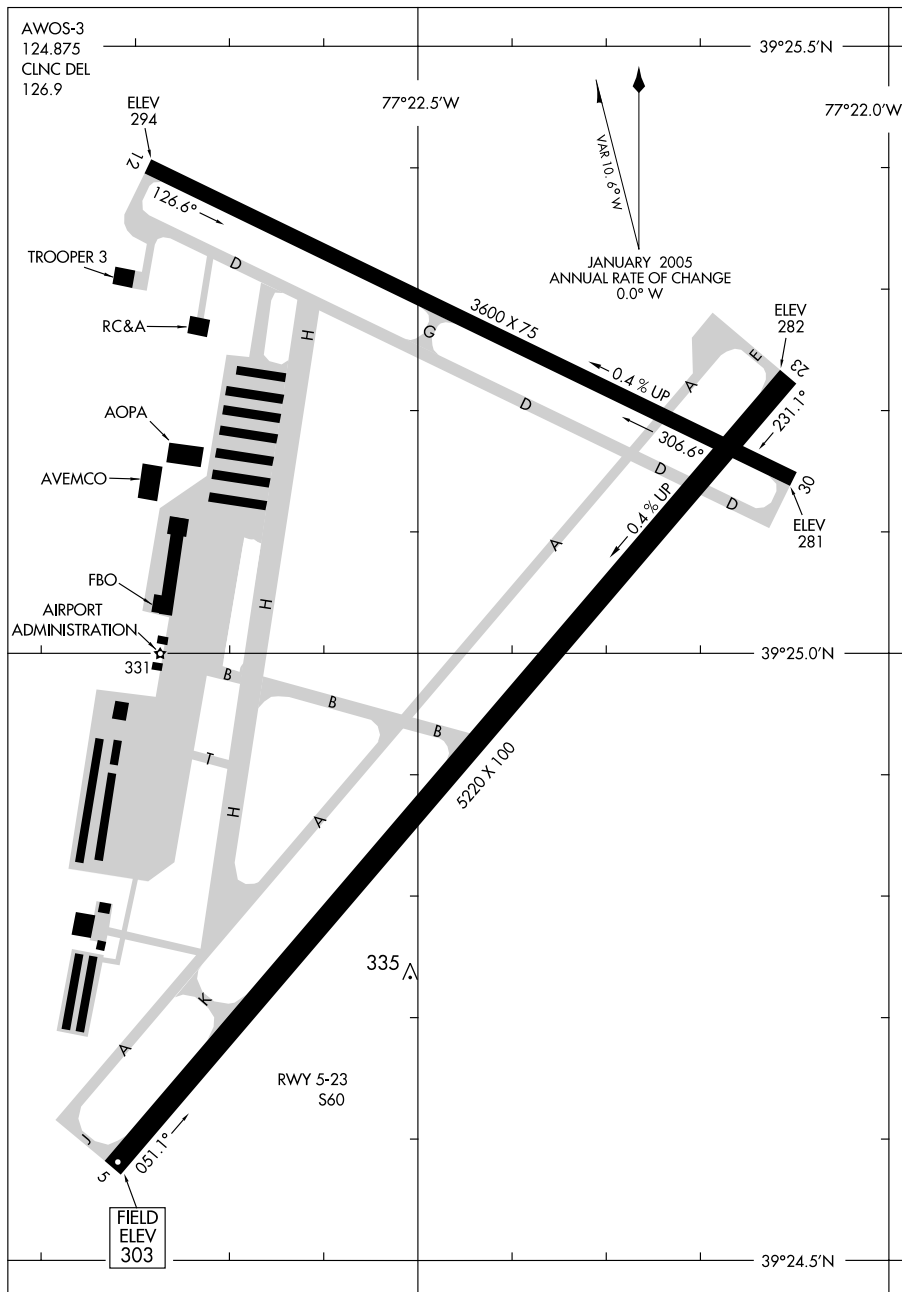 AWOS-3
124.875
CLNC DEL
126.9
39°25.5'N
77°22.5'W
77°22.0'W
ELEV
294
12
126.6°
VAR 10.6° W
JANUARY 2005
ANNUAL RATE OF CHANGE
0.0° W
TROOPER 3
D
RC&A
H
3600 X 75
G
ELEV
282
23
E
A
0.4 % UP
231.1°
D
306.6°
AOPA
AVEMCO
D
D
30
ELEV
281
0.4 % UP
A
FBO
H
AIRPORT
ADMINISTRATION
331
39°25.0'N
B
B
B
T
5220 X 100
H
A
335
K
A
RWY 5-23
S60
J
051.1°
5
FIELD
ELEV
303
39°24.5'N